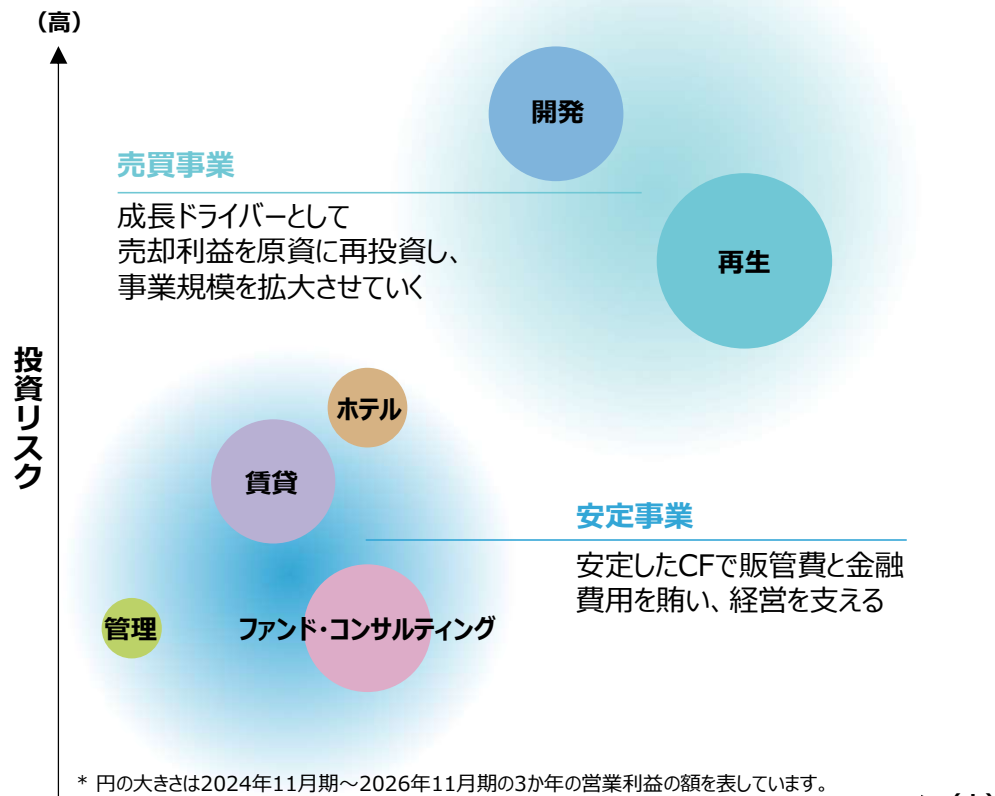 (高)
開発
売買事業
成長ドライバーとして
売却利益を原資に再投資し、
事業規模を拡大させていく
再生
投資リスク
ホテル
賃貸
安定事業
安定したCFで販管費と金融
費用を賄い、経営を支える
管理
ファンド・コンサルティング
* 円の大きさは2024年11月期～2026年11月期の3か年の営業利益の額を表しています。